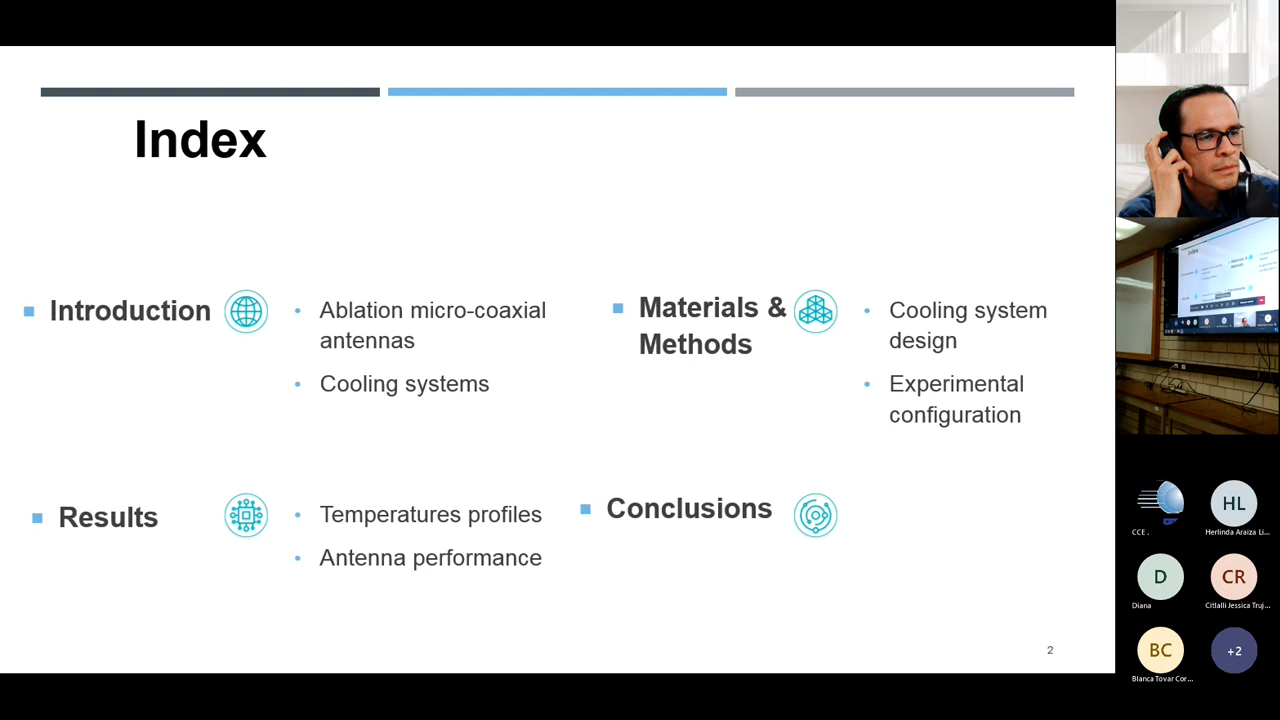 Index
Introduction
Ablation micro-coaxial
antennas
Cooling systems
Materials &
Methods
Cooling system
design
Experimental
configuration
Results
Temperatures profiles
Antenna performance
Conclusions
2
Index
CCE .
HL
Herlinda Araiza Li...
D
Diana
CR
Citlalli Jessica Truj...
BC
Blanca Tovar Cor...
+2